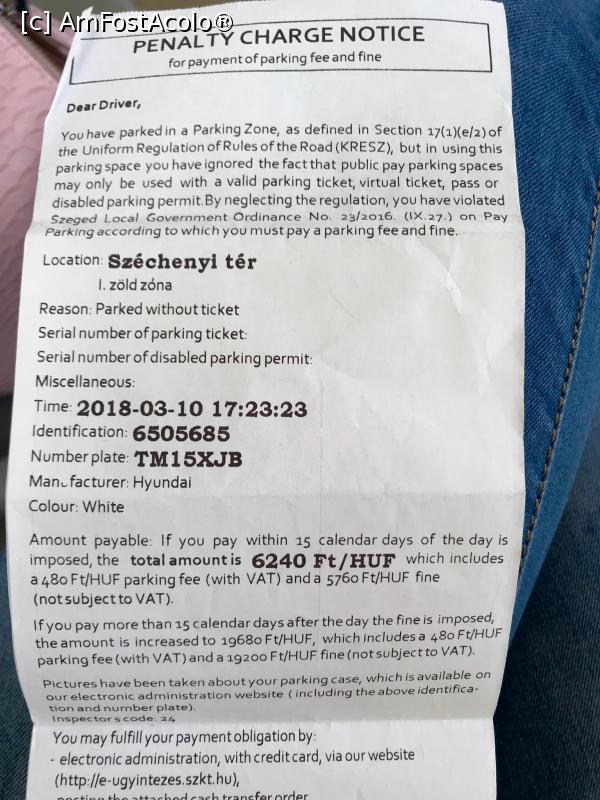 [c] AmFostAcolo®
PENALTY CHARGE NOTICE
for payment of parking fee and fine
Dear Driver,
You have parked in a Parking Zone, as defined in Section 17(1)(e/2) of
the Uniform Regulation of Rules of the Road (KRESZ), but in using this
parking space you have ignored the fact that public pay parking spaces
may only be used with a valid parking ticket, virtual ticket, pass or
disabled parking permit. By neglecting the regulation, you have violated
Szeged Local Government Ordinance No. 23/2016. (IX.27.) on Pay
Parking according to which you must pay a parking fee and fine.
Location: Széchenyi tér
I. zöld zóna
Reason: Parked without ticket
Serial number of parking ticket:
Serial number of disabled parking permit:
Miscellaneous:
Time: 2018-03-10 17:23:23
Identification: 6505685
Number plate: TM15XJB
Manufacturer: Hyundai
Colour: White
Amount payable: If you pay within 15 calendar days of the day is
imposed, the total amount is 6240 Ft/HUF which includes
a 480 Ft/HUF parking fee (with VAT) and a 5760 Ft/HUF fine
(not subject to VAT).
If you pay more than 15 calendar days after the day the fine is imposed,
the amount is increased to 19680 Ft/HUF, which includes a 480 Ft/HUF
parking fee (with VAT) and a 19200 Ft/HUF fine (not subject to VAT).
Pictures have been taken about your parking case, which is available on
our electronic administration website ( including the above identifica-
tion and number plate).
Inspectors code: 24
You may fulfill your payment obligation by:
- electronic administration, with credit card, via our website
(http://e-ugyintezes.szkt.hu),
- posting the attached cash transfer order